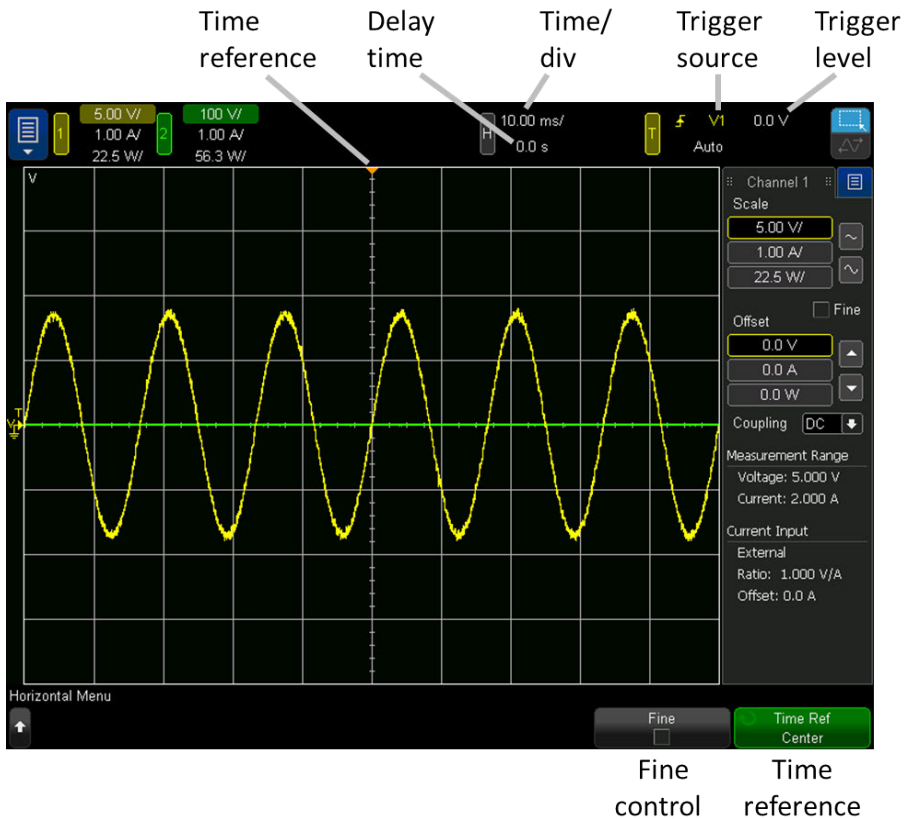 Time reference
Delay time
Time/ div
Trigger source
Trigger level
1
5.00 V/
1.00 A/
22.5 W/
2
100 V/
1.00 A/
56.3 W/
H
10.00 ms/
0.0 s
T
V1
0.0 V
Auto
V
Channel 1
Scale
5.00 V/
1.00 A/
22.5 W/
Fine
Offset
0.0 V
0.0 A
0.0 W
Coupling DC
T
V
Measurement Range
Voltage: 5.000 V
Current: 2.000 A
Current Input
External
Ratio: 1.000 V/A
Offset: 0.0 A
Horizontal Menu
Fine
Time Ref
Center
Fine control
Time reference